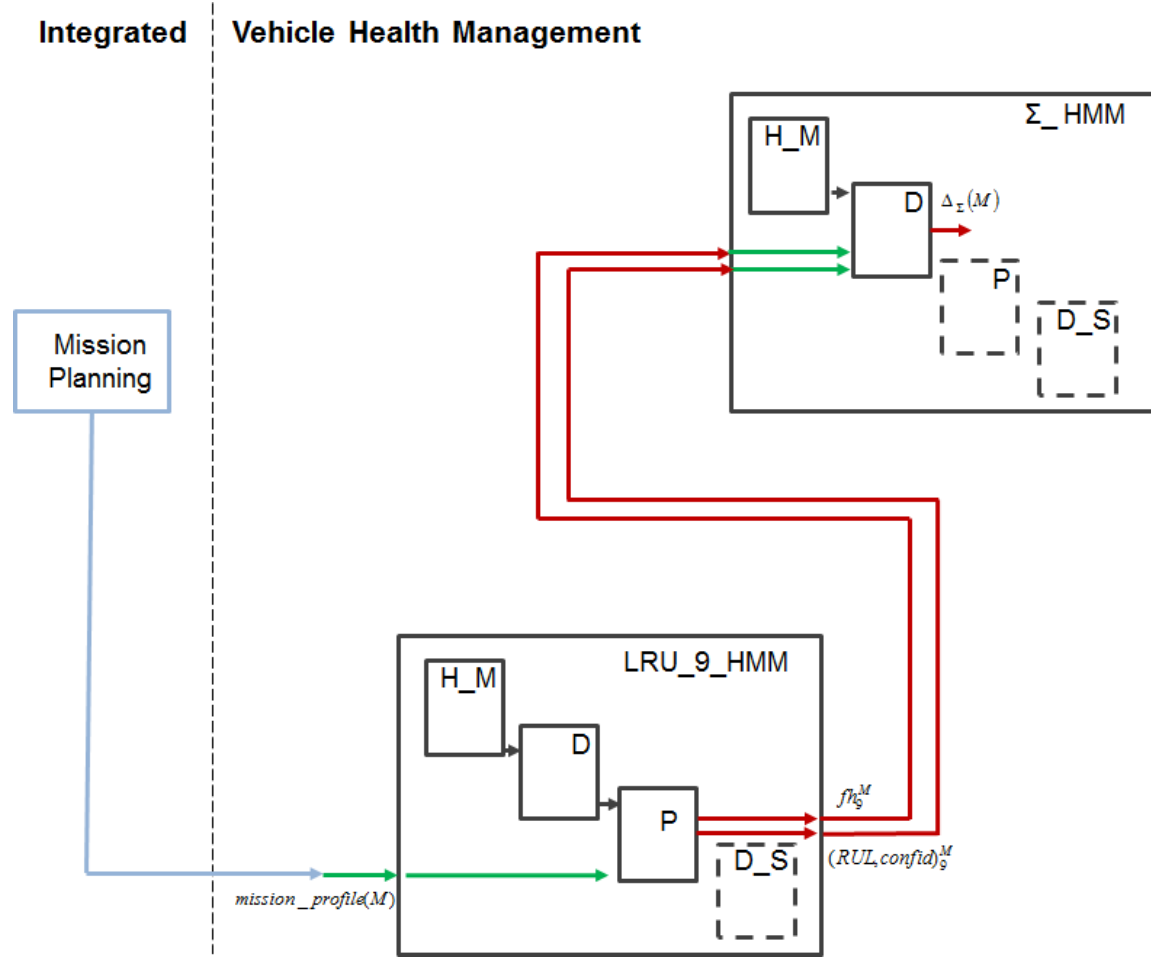 Integrated Vehicle Health Management
Σ_ HMM
H_M
D
Δ_Σ(M)
P
D_S
Mission
Planning
LRU_9_HMM
H_M
D
P
fh_9^M
D_S
(RUL,confid)_9^M
mission_profile(M)